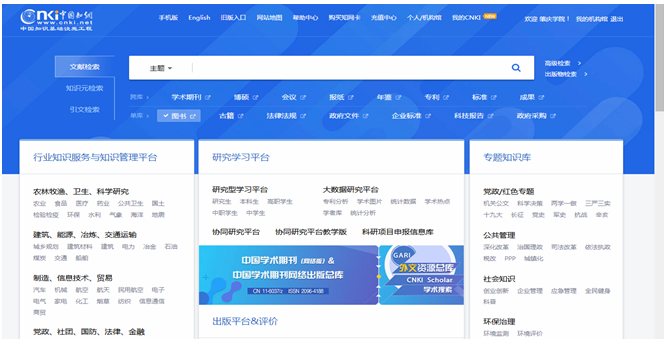 cnki 中国知网
www.cnki.net
中国知识基础设施工程
手机版 English 旧版入口 网站地图 帮助中心 购买知网卡 充值中心 个人/机构馆 我的CNKI NEW 欢迎 肇庆学院！ 我的机构馆 退出
文献检索
知识元检索
引文检索
主题
高级检索 >
出版物检索 >
跨库 学术期刊 博硕 会议 报纸 年鉴 专利 标准 成果
单库 图书 古籍 法律法规 政府文件 企业标准 科技报告 政府采购
行业知识服务与知识管理平台
农林牧渔、卫生、科学研究
农业 食品 医疗 药业 公共卫生 国土
检验检疫 环保 水利 气象 海洋 地震
建筑、能源、冶炼、交通运输
城乡规划 建筑材料 建筑 电力 冶金 石油
煤炭 交通 船舶
制造、信息技术、贸易
汽车 机械 航空 航天 民用航空 电子
电气 家电 化工 烟草 纺织 信息通信
商贸
党政、社团、国防、法律、金融
研究学习平台
研究型学习平台
研究生 本科生 高职学生
中职学生 中学生
大数据研究平台
专利分析 学术图片 统计数据 学术热点
学者库 统计分析
协同研究平台 协同研究平台教学版 科研项目申报信息库
中国学术期刊（网络版）&
中国学术期刊网络出版总库
CN 11-6037/Z ISSN 2096-4188
GARI
外文资源总库
CNKI Scholar
学术搜索
出版平台&评价
专题知识库
党政/红色专题
机关公文 科学决策 两学一做 三严三实
十九大 长征 党史 军史 抗战 辛亥
公共管理
深化改革 治国理政 司法改革 依法执政
税改 PPP 城镇化
社会知识
创业创新 企业管理 应急管理 全民健身
科普
环保治理
环境监测 环境评价